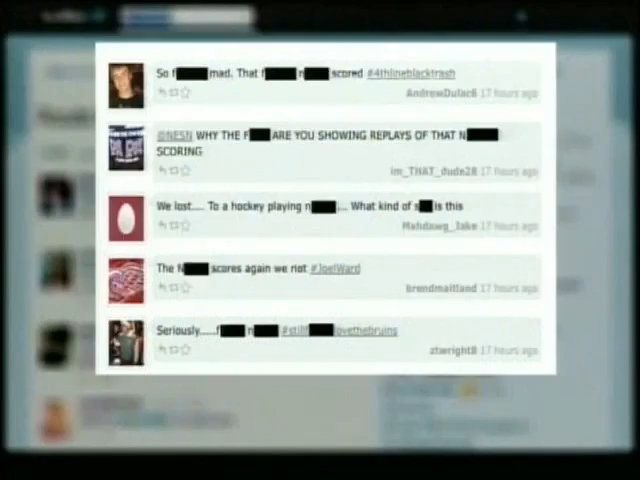 So f mad. That f n scored #4thlineblacktrash
AndrewDulac6 17 hours ago
@NESN WHY THE F ARE YOU SHOWING REPLAYS OF THAT N
SCORING
im_THAT_dude28 17 hours ago
We lost.... To a hockey playing n ... What kind of s is this
17 hours ago
The N scores again we riot #JoelWard
brendmaitland 17 hours ago
Seriously.....f n #stillf lovethebruins
ztwright8 17 hours ago